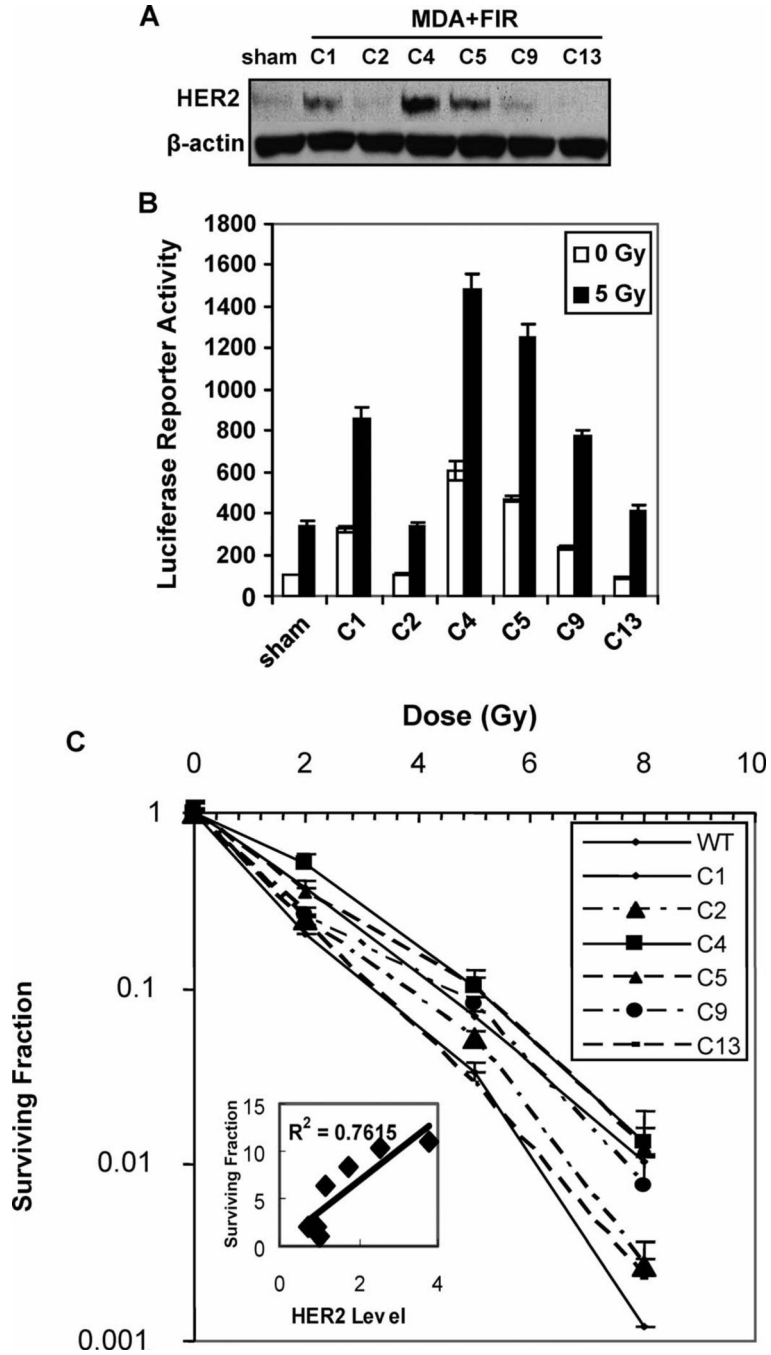 A
MDA+FIR
sham C1 C2 C4 C5 C9 C13
HER2
β-actin
B
Luciferase Reporter Activity
1800
1600
1400
1200
1000
800
600
400
200
0
0 Gy
5 Gy
sham C1 C2 C4 C5 C9 C13
C
Dose (Gy)
0 2 4 6 8 10
Surviving Fraction
1
0.1
0.01
0.001
WT
C1
C2
C4
C5
C9
C13
Surviving Fraction
15
10
5
0
R² = 0.7615
0 2 4
HER2 Level